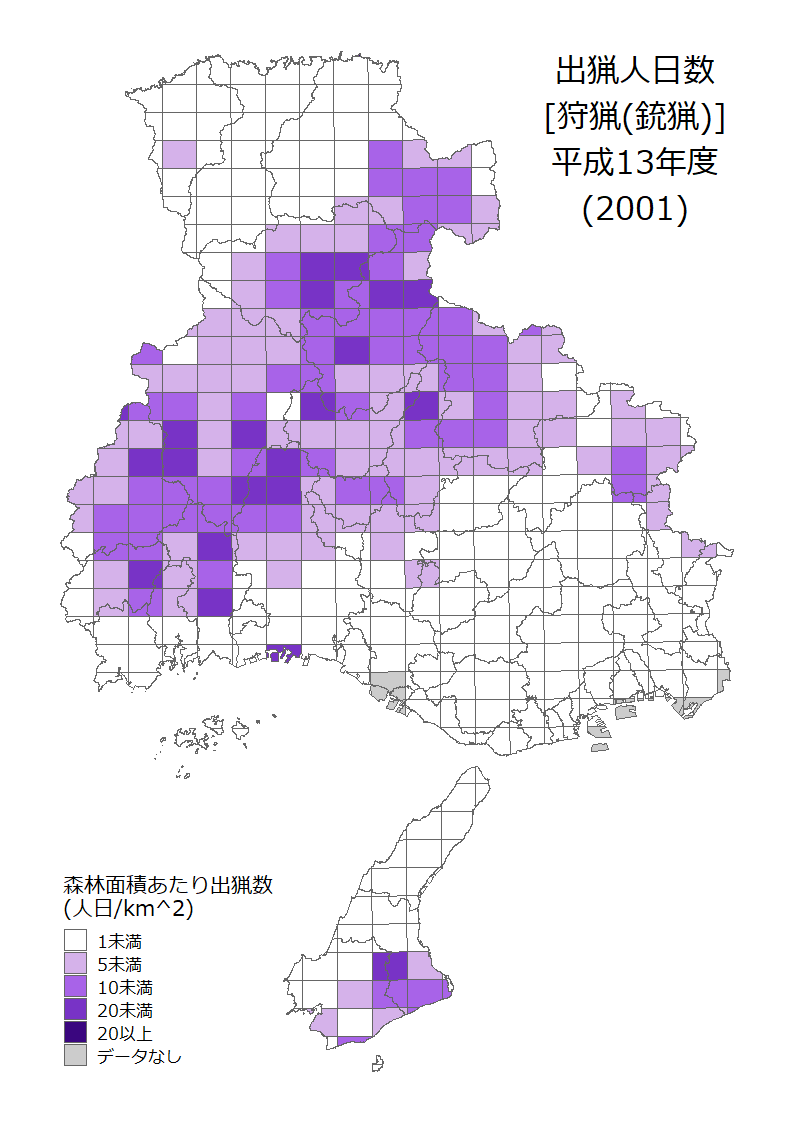 出猟人日数
[狩猟(銃猟)]
平成13年度
(2001)
森林面積あたり出猟数
(人日/km^2)
1未満
5未満
10未満
20未満
20以上
データなし